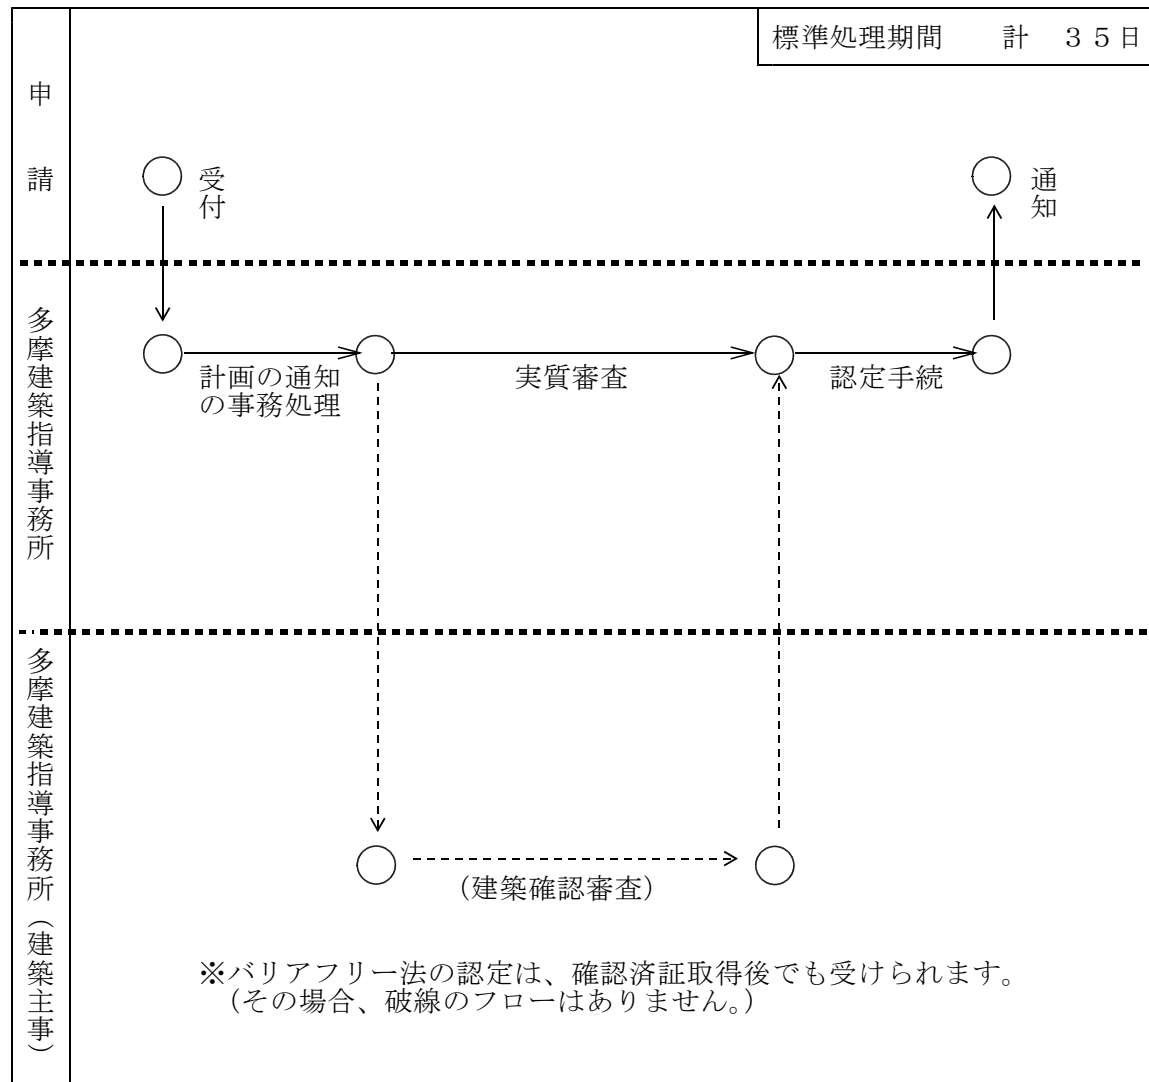 標準処理期間　計　３５日
申請
受付
通知
多摩建築指導事務所
計画の通知
の事務処理
実質審査
認定手続
多摩建築指導事務所（建築主事）
（建築確認審査）
※バリアフリー法の認定は、確認済証取得後でも受けられます。
（その場合、破線のフローはありません。）